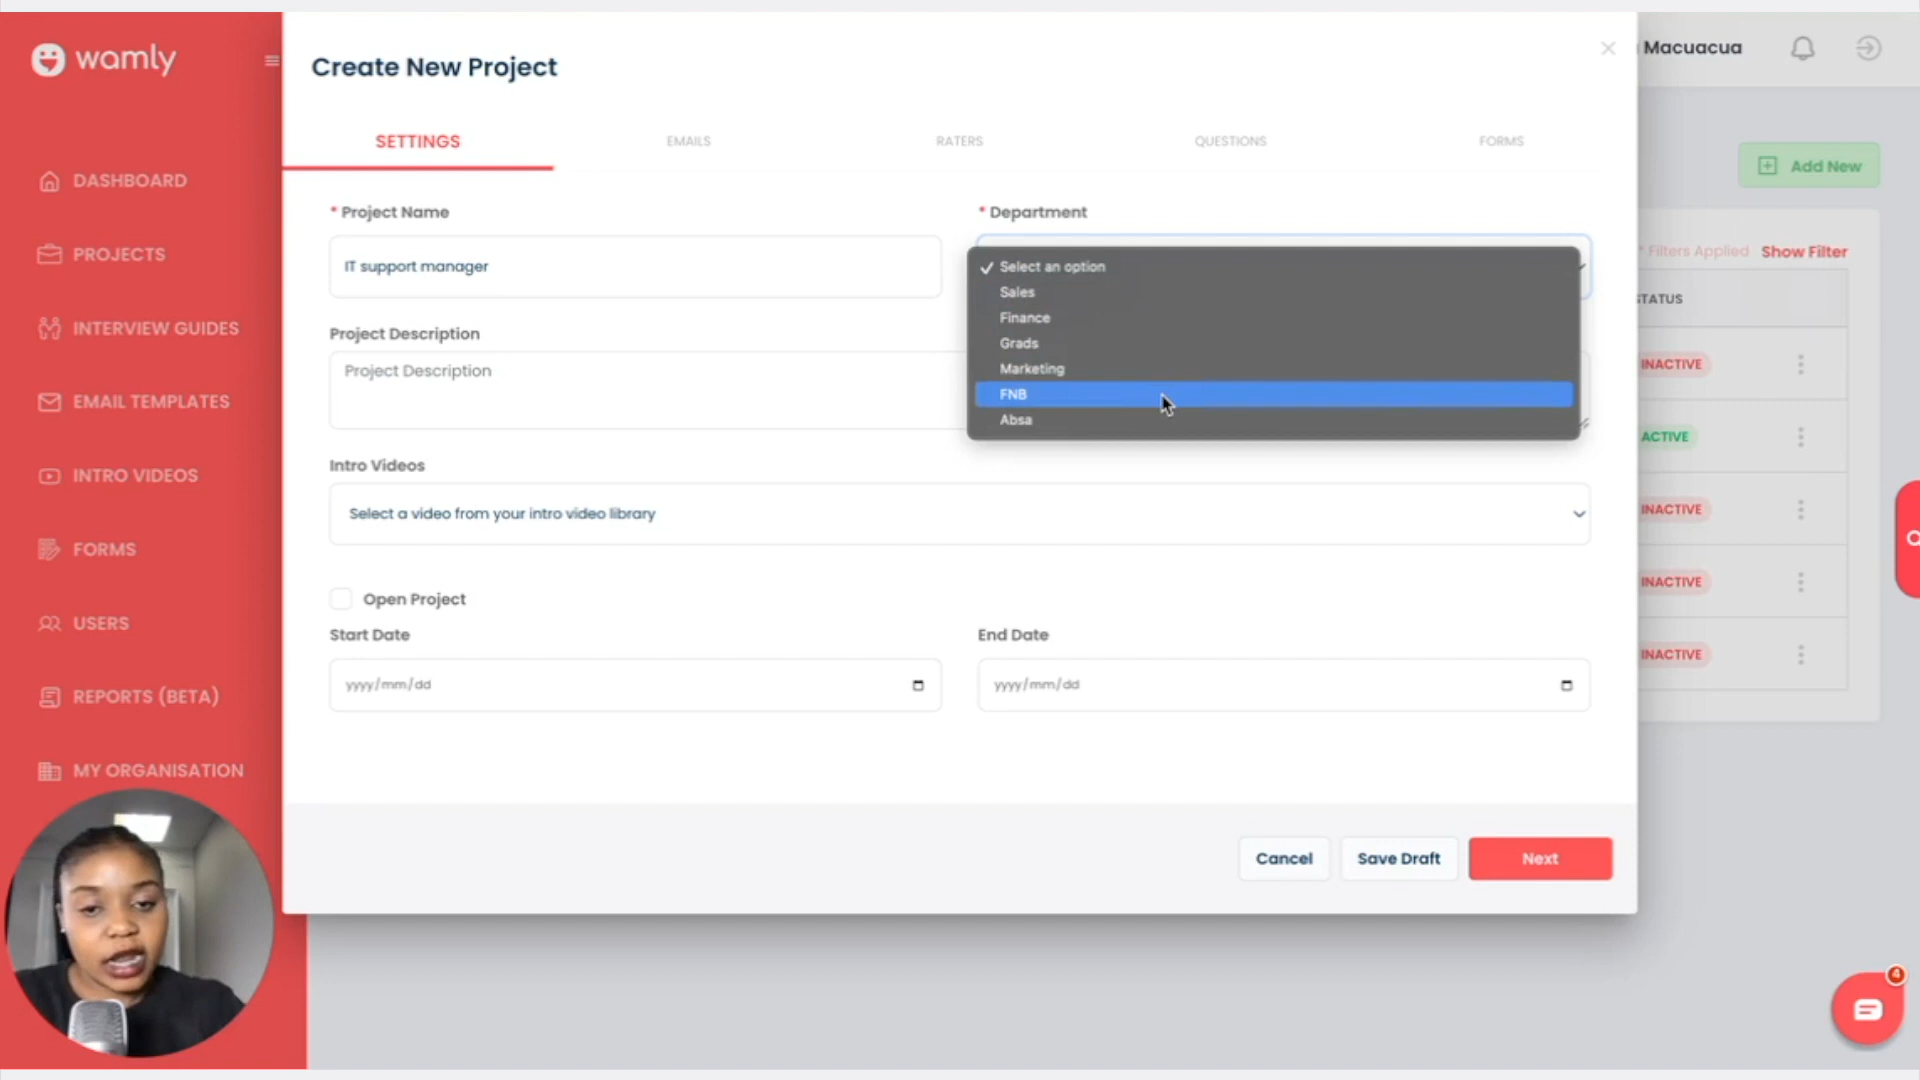 wamly
Create New Project
Macuacua
SETTINGS
EMAILS
RATERS
QUESTIONS
FORMS
DASHBOARD
PROJECTS
INTERVIEW GUIDES
EMAIL TEMPLATES
INTRO VIDEOS
FORMS
USERS
REPORTS (BETA)
MY ORGANISATION
Add New
* Project Name
IT support manager
* Department
Select an option
Sales
Finance
Grads
Marketing
FNB
Absa
* Filters Applied Show Filter
STATUS
INACTIVE
ACTIVE
INACTIVE
INACTIVE
INACTIVE
Project Description
Project Description
Intro Videos
Select a video from your intro video library
Open Project
Start Date
yyyy/mm/dd
End Date
yyyy/mm/dd
Cancel
Save Draft
Next
4